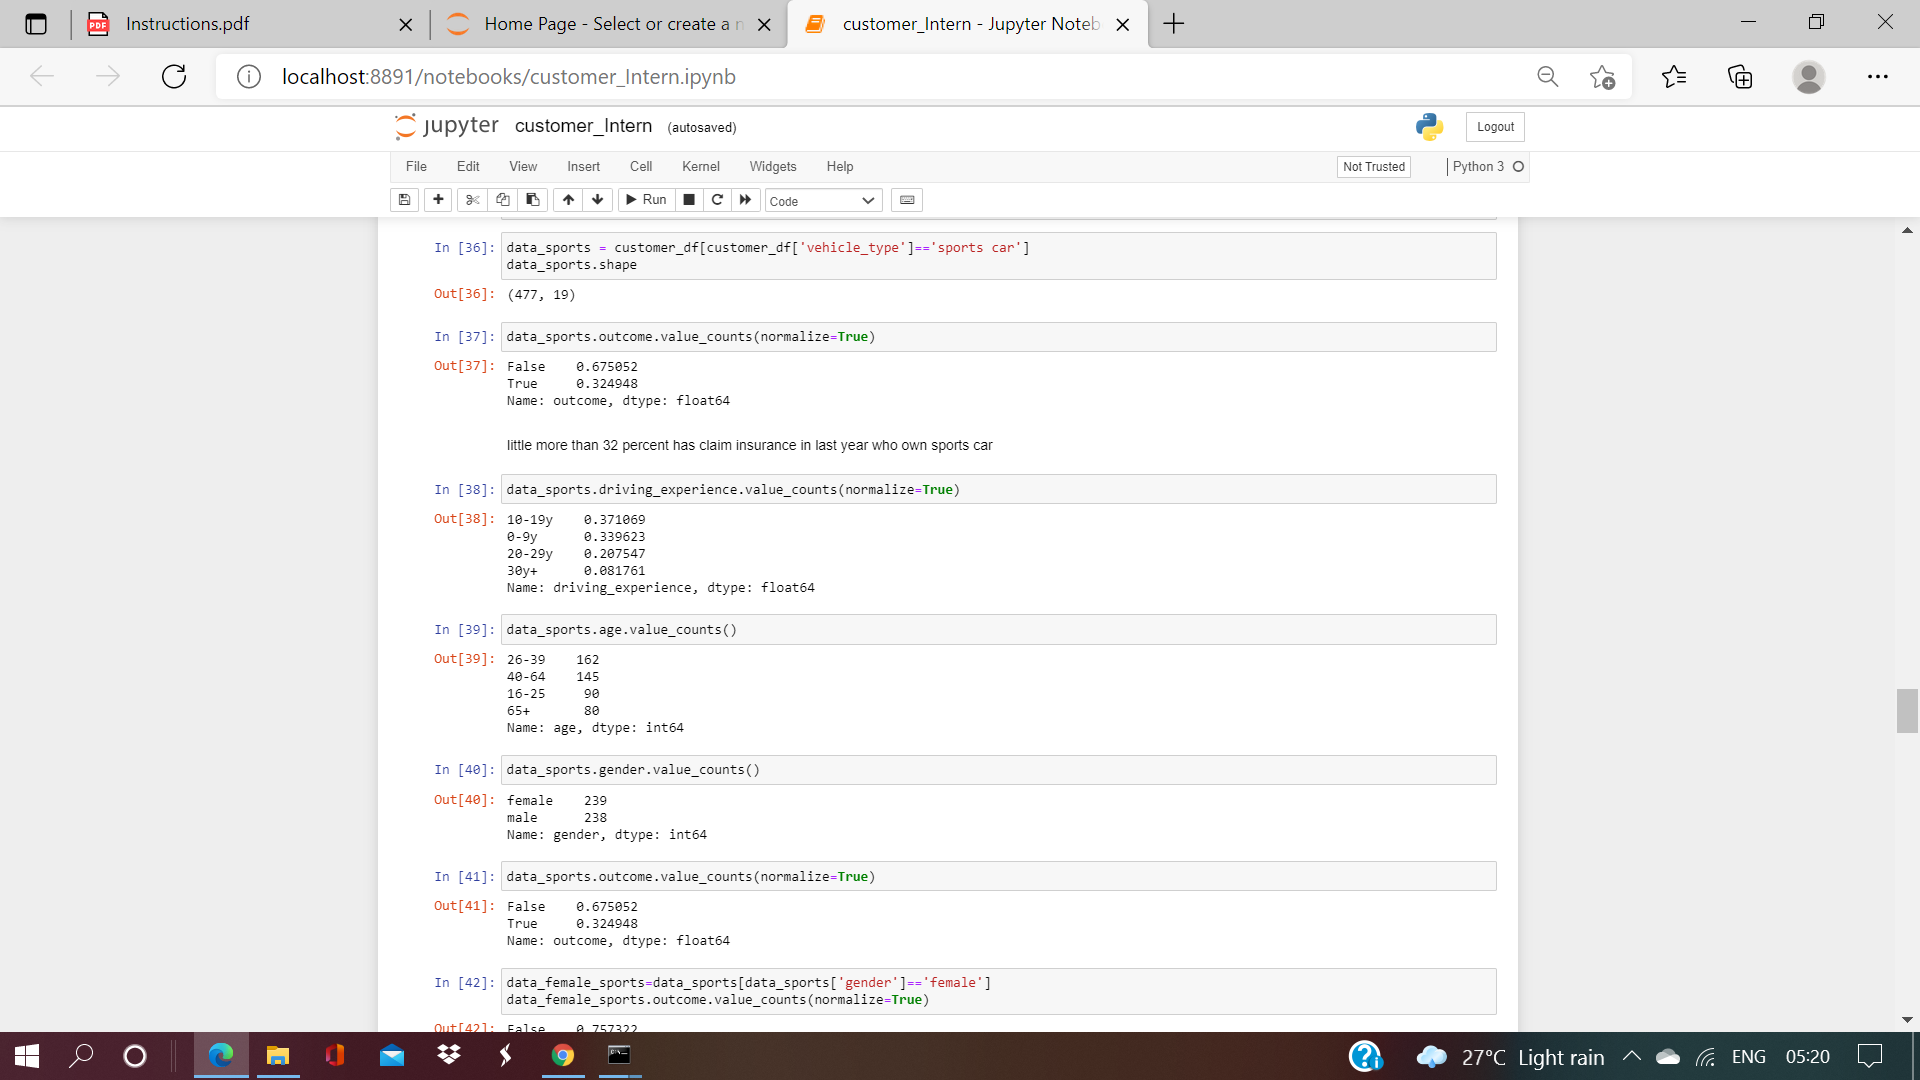 Instructions.pdf
Home Page - Select or create a n
customer_Intern - Jupyter Noteb
localhost:8891/notebooks/customer_Intern.ipynb
jupyter customer_Intern (autosaved)
Logout
File Edit View Insert Cell Kernel Widgets Help
Not Trusted
Python 3
Run
Code
In [36]: data_sports = customer_df[customer_df['vehicle_type']=='sports car']
data_sports.shape
Out[36]: (477, 19)
In [37]: data_sports.outcome.value_counts(normalize=True)
Out[37]: False 0.675052
True 0.324948
Name: outcome, dtype: float64
little more than 32 percent has claim insurance in last year who own sports car
In [38]: data_sports.driving_experience.value_counts(normalize=True)
Out[38]: 10-19y 0.371069
0-9y 0.339623
20-29y 0.207547
30y+ 0.081761
Name: driving_experience, dtype: float64
In [39]: data_sports.age.value_counts()
Out[39]: 26-39 162
40-64 145
16-25 90
65+ 80
Name: age, dtype: int64
In [40]: data_sports.gender.value_counts()
Out[40]: female 239
male 238
Name: gender, dtype: int64
In [41]: data_sports.outcome.value_counts(normalize=True)
Out[41]: False 0.675052
True 0.324948
Name: outcome, dtype: float64
In [42]: data_female_sports=data_sports[data_sports['gender']=='female']
data_female_sports.outcome.value_counts(normalize=True)
Out[42]: False 0.757322
27°C Light rain
ENG
05:20